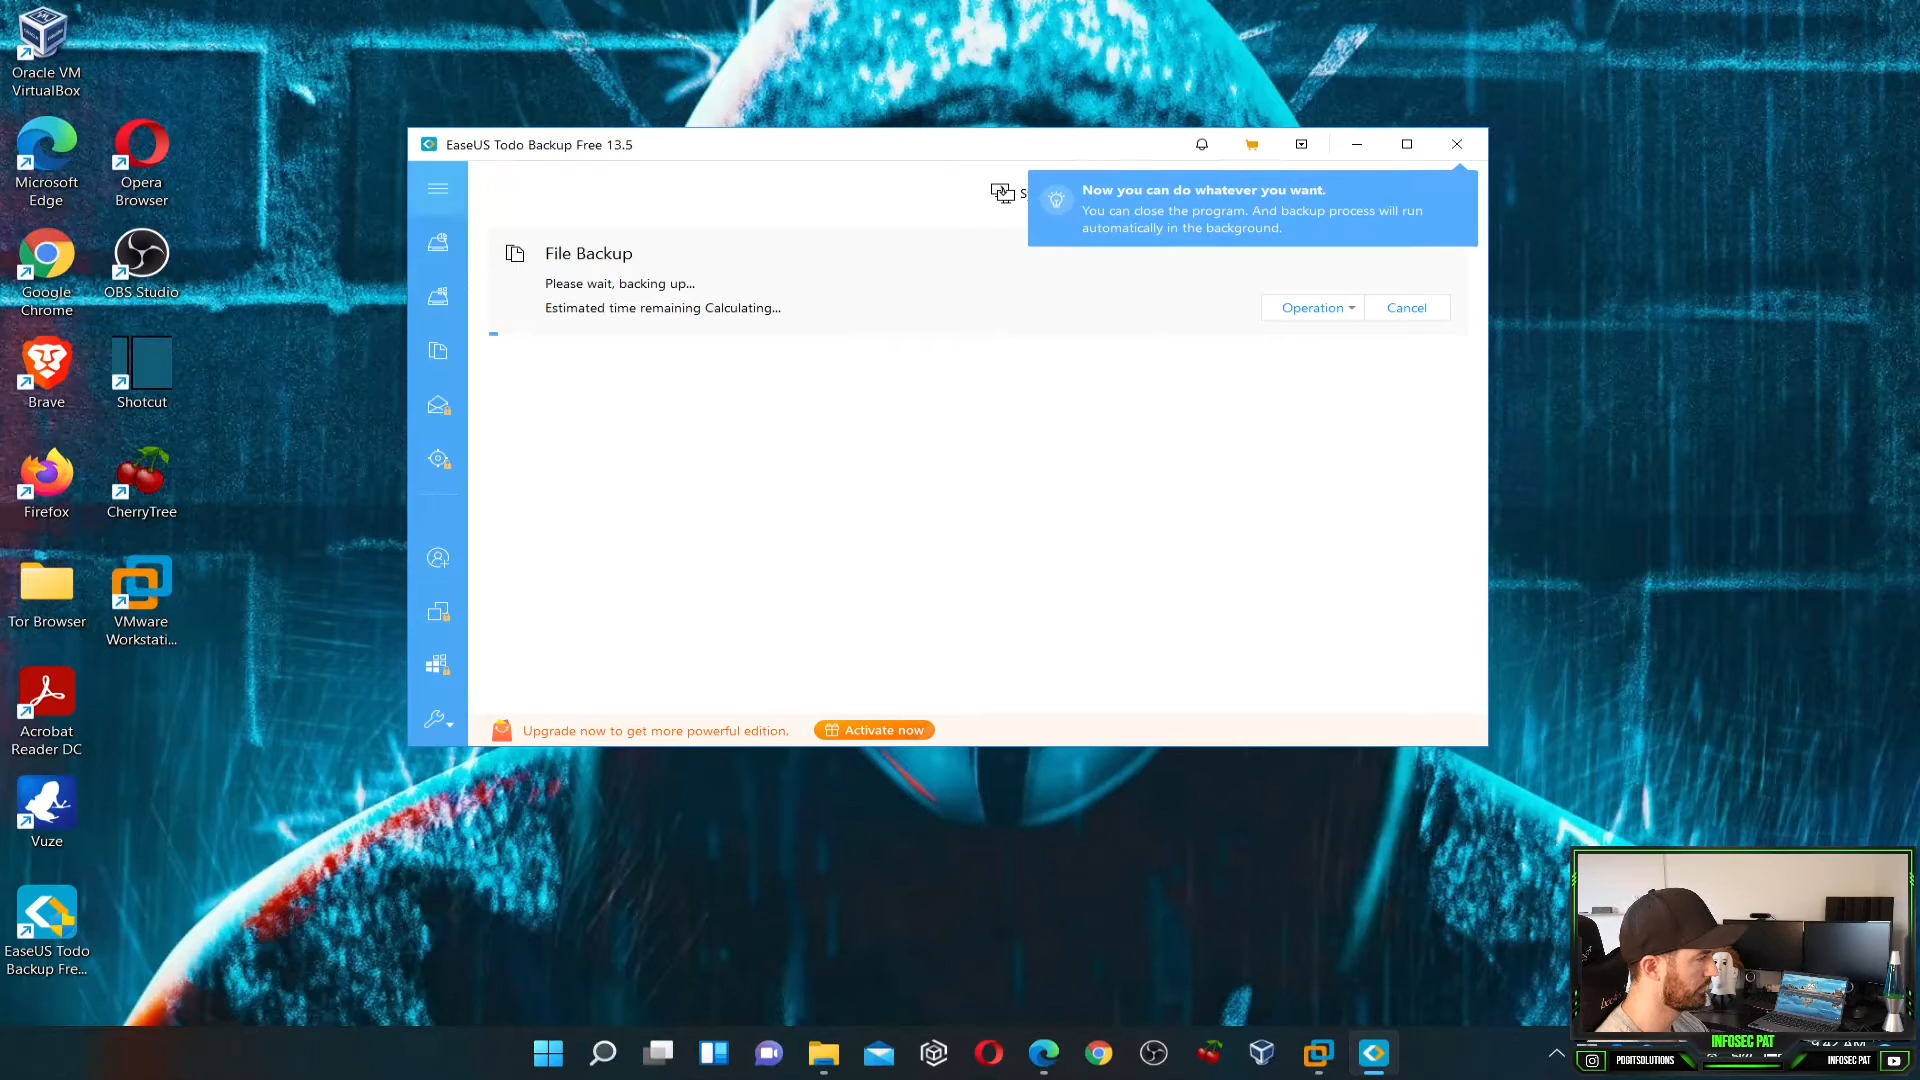 Oracle VM
VirtualBox
Microsoft
Edge
Opera
Browser
Google
Chrome
OBS Studio
Brave
Shotcut
Firefox
CherryTree
Tor Browser
VMware
Workstati...
Acrobat
Reader DC
Vuze
EaseUS Todo
Backup Fre...
EaseUS Todo Backup Free 13.5
Now you can do whatever you want.
You can close the program. And backup process will run
automatically in the background.
File Backup
Please wait, backing up...
Estimated time remaining Calculating...
Operation
Cancel
Upgrade now to get more powerful edition.
Activate now
INFOSEC PAT
PODITSOLUTIONS
INFOSEC PAT